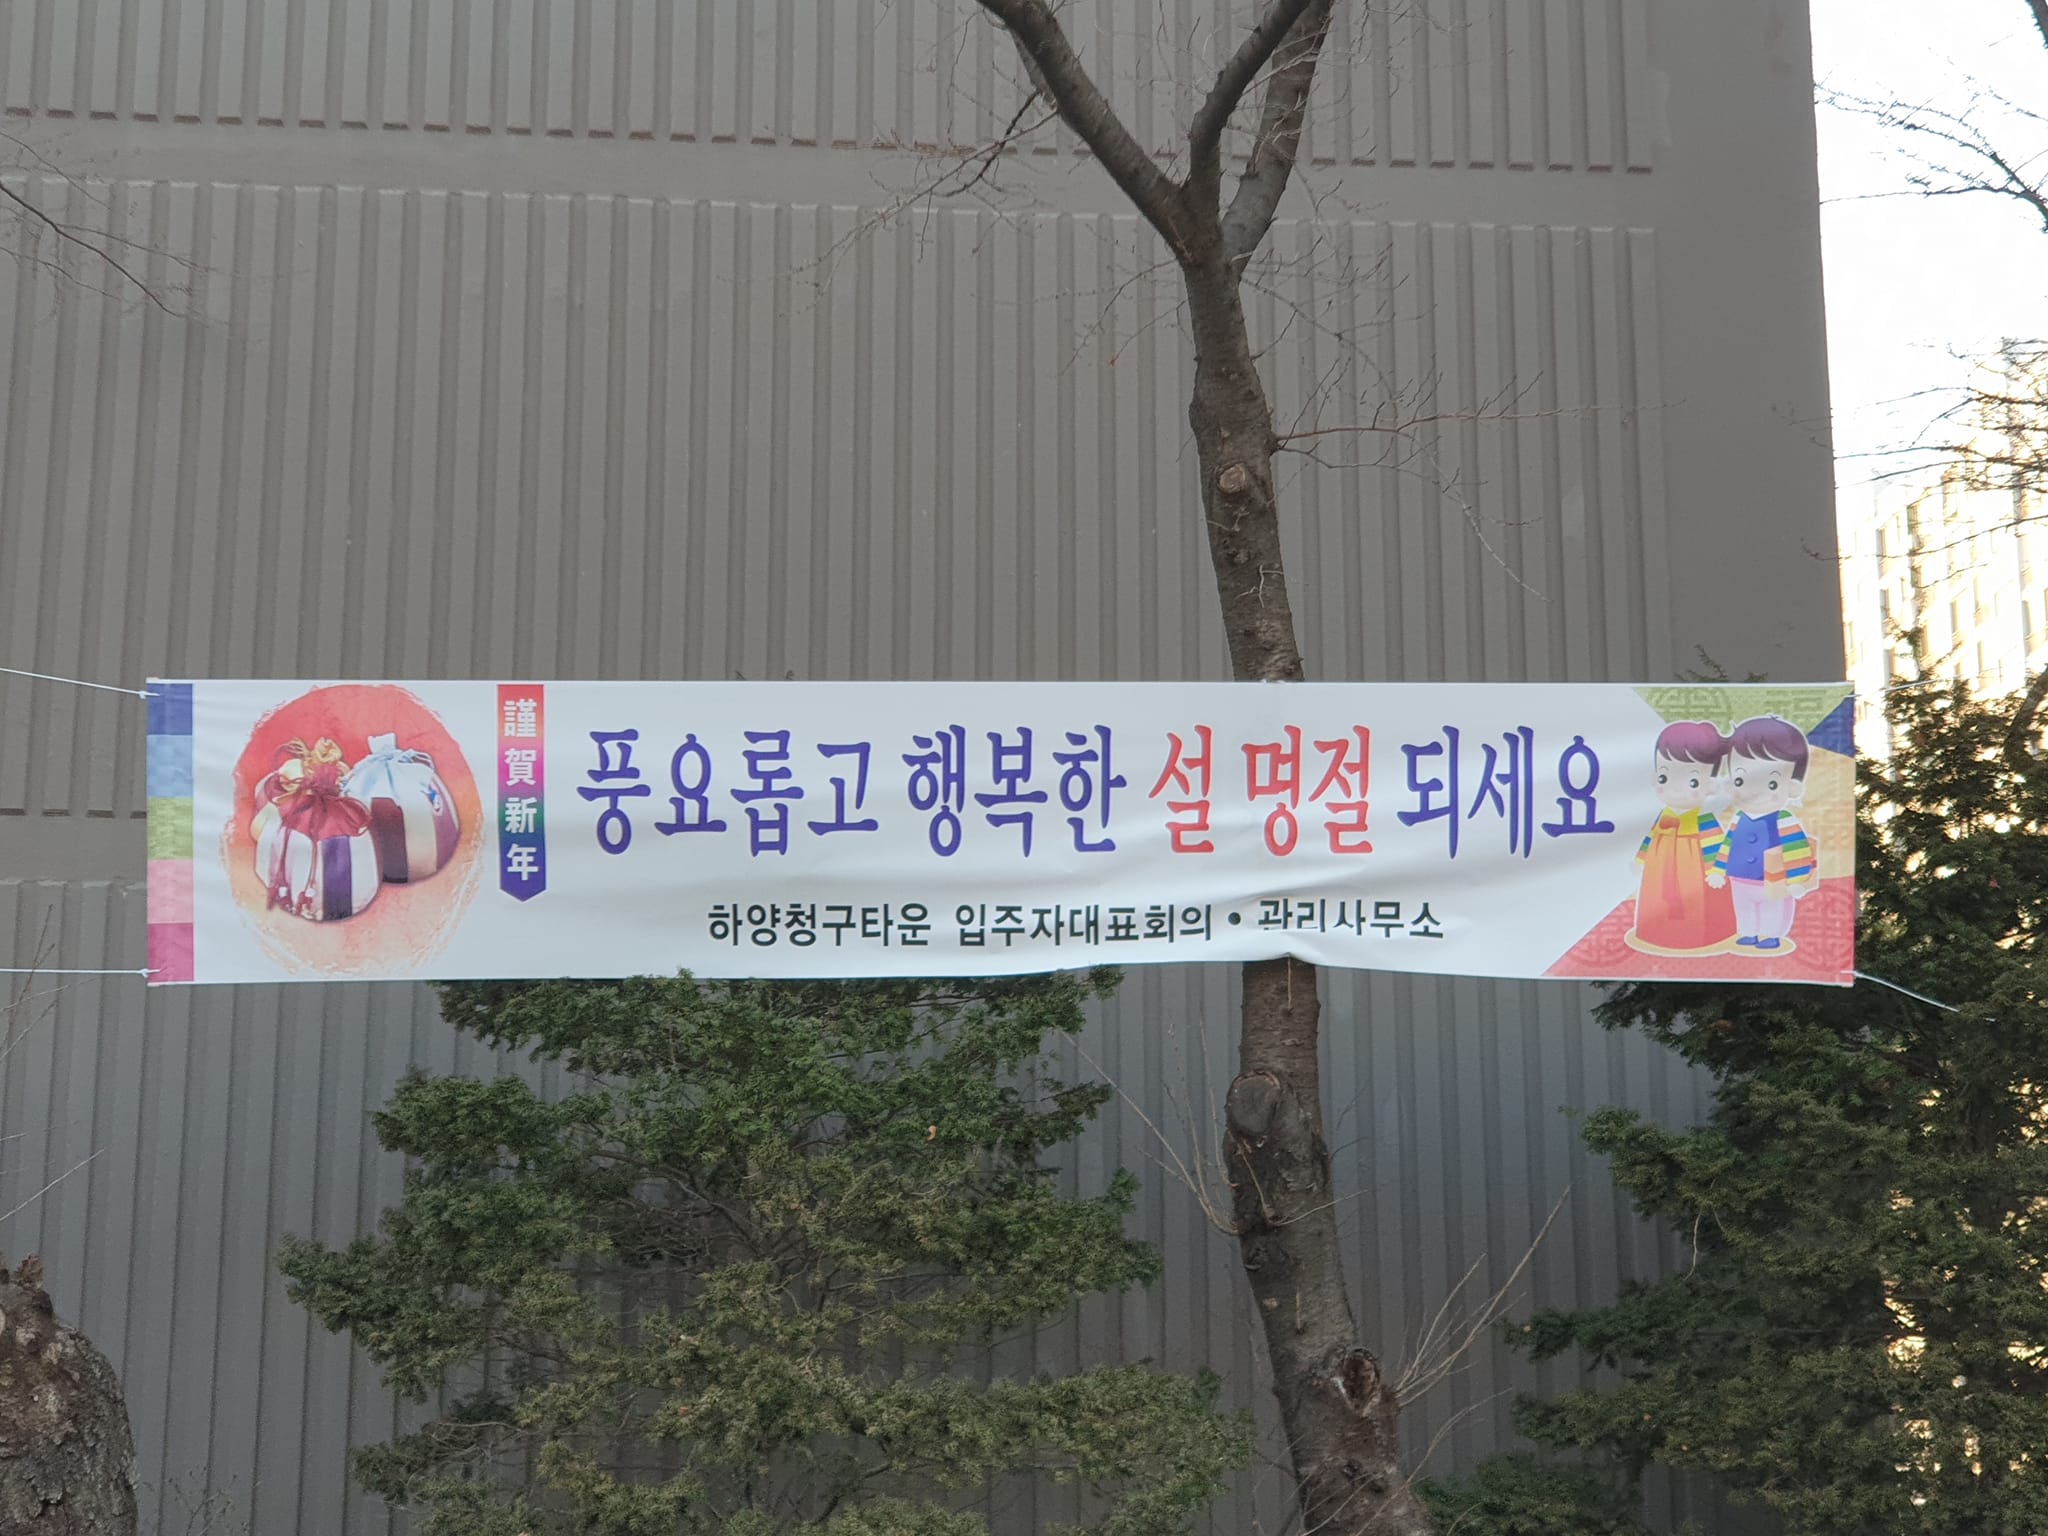 謹賀新年
풍요롭고 행복한 설 명절 되세요
하양청구타운 입주자대표회의 • 관리사무소